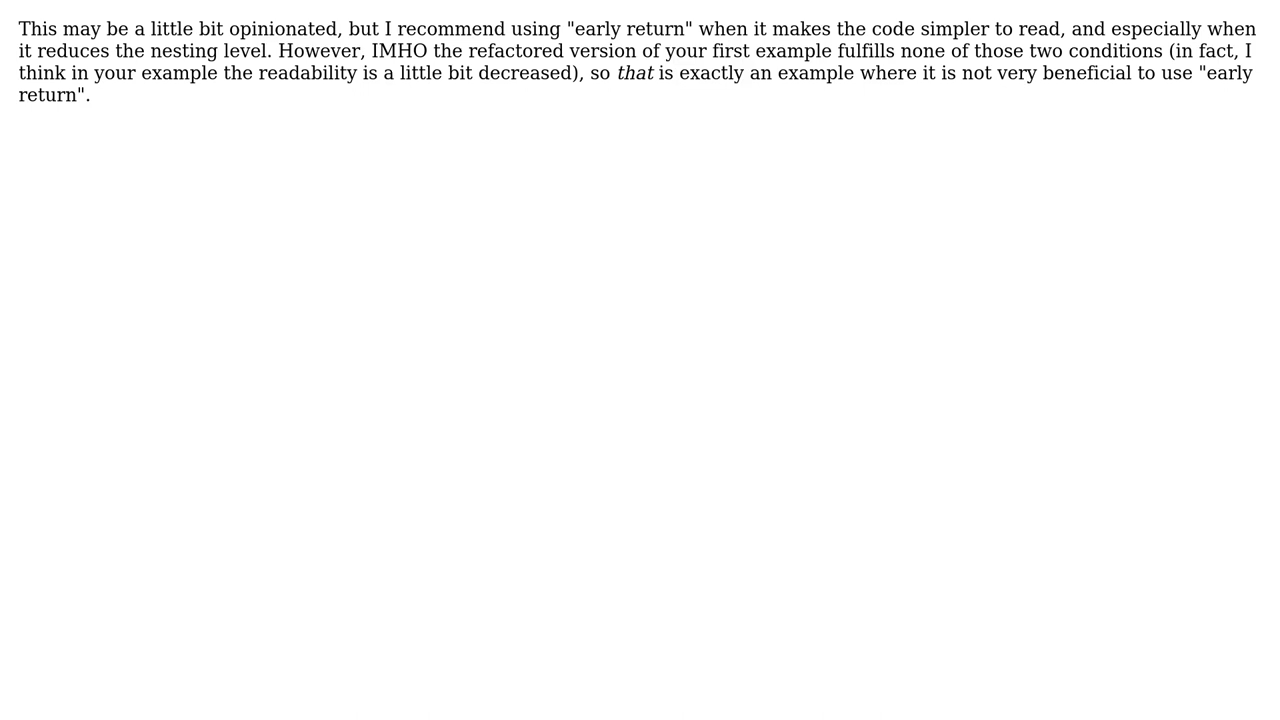 This may be a little bit opinionated, but I recommend using "early return" when it makes the code simpler to read, and especially when
it reduces the nesting level. However, IMHO the refactored version of your first example fulfills none of those two conditions (in fact, I
think in your example the readability is a little bit decreased), so that is exactly an example where it is not very beneficial to use "early
return".